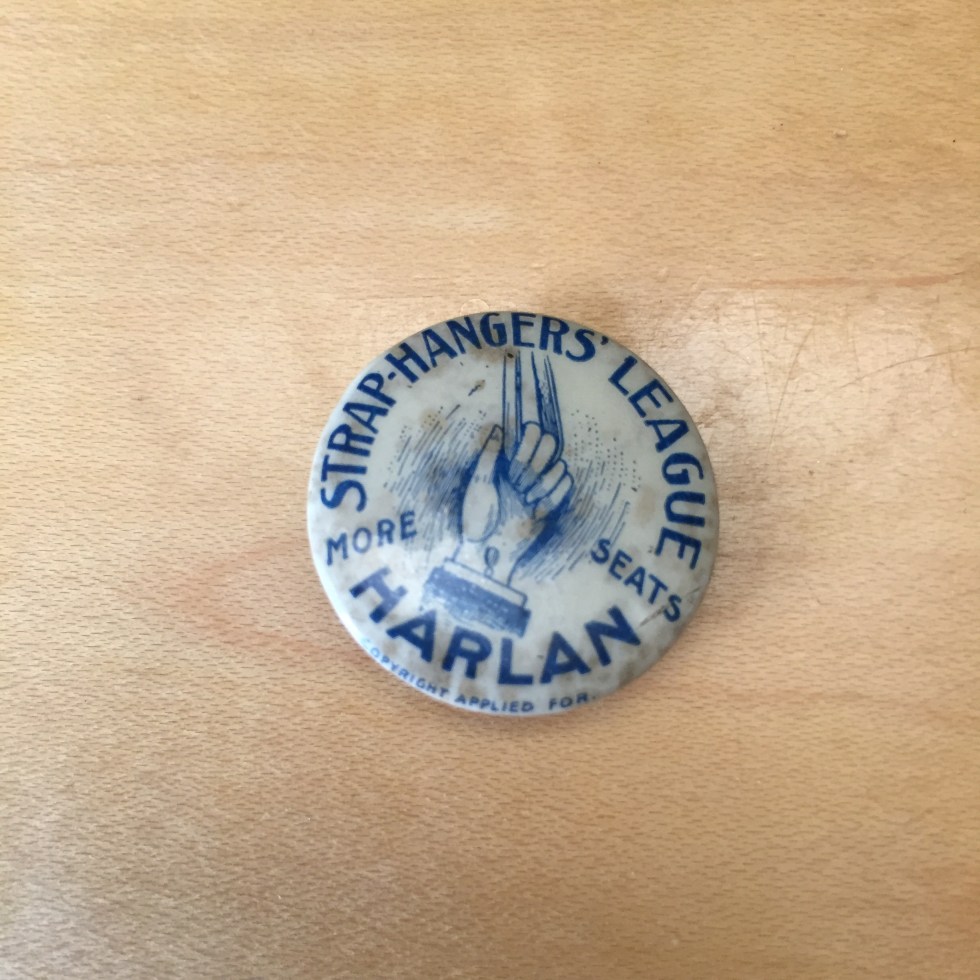 STRAP-HANGERS' LEAGUE
MORE SEATS
HARLAN
COPYRIGHT APPLIED FOR.